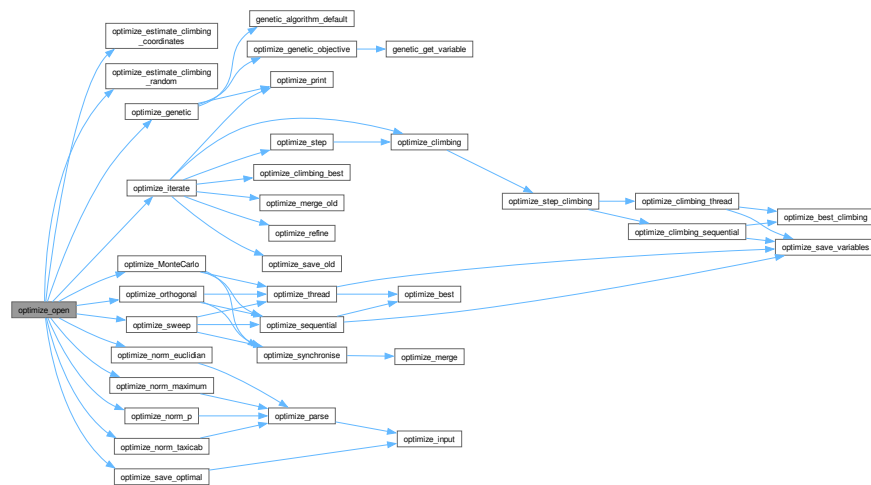 genetic_algorithm_default
optimize_estimate_climbing
_coordinates
optimize_genetic_objective
genetic_get_variable
optimize_estimate_climbing
_random
optimize_print
optimize_genetic
optimize_step
optimize_climbing
optimize_climbing_best
optimize_iterate
optimize_merge_old
optimize_step_climbing
optimize_climbing_thread
optimize_best_climbing
optimize_refine
optimize_climbing_sequential
optimize_save_variables
optimize_MonteCarlo
optimize_save_old
optimize_orthogonal
optimize_thread
optimize_best
optimize_open
optimize_sweep
optimize_sequential
optimize_norm_euclidian
optimize_synchronise
optimize_merge
optimize_norm_maximum
optimize_norm_p
optimize_parse
optimize_norm_taxicab
optimize_input
optimize_save_optimal